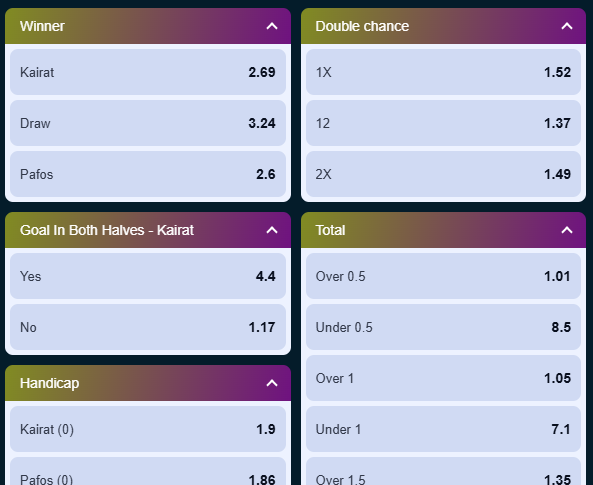 Winner
Kairat 2.69
Draw 3.24
Pafos 2.6
Goal In Both Halves - Kairat
Yes 4.4
No 1.17
Handicap
Kairat (0) 1.9
Pafos (0) 1.86
Double chance
1X 1.52
12 1.37
2X 1.49
Total
Over 0.5 1.01
Under 0.5 8.5
Over 1 1.05
Under 1 7.1
Over 1.5 1.35